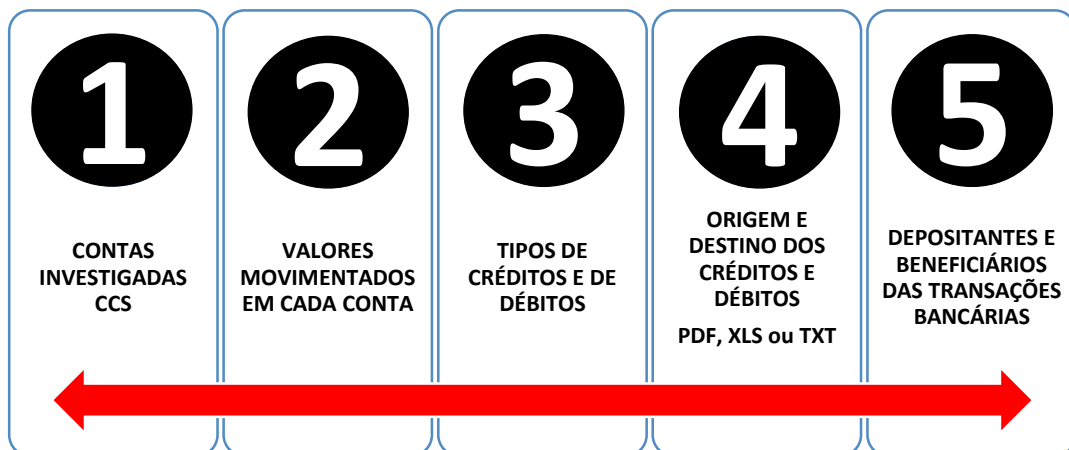 1
CONTAS
INVESTIGADAS
CCS
2
VALORES
MOVIMENTADOS
EM CADA CONTA
3
TIPOS DE
CRÉDITOS E DE
DÉBITOS
4
ORIGEM E
DESTINO DOS
CRÉDITOS E
DÉBITOS
PDF, XLS ou TXT
5
DEPOSITANTES E
BENEFICIÁRIOS
DAS TRANSAÇÕES
BANCÁRIAS